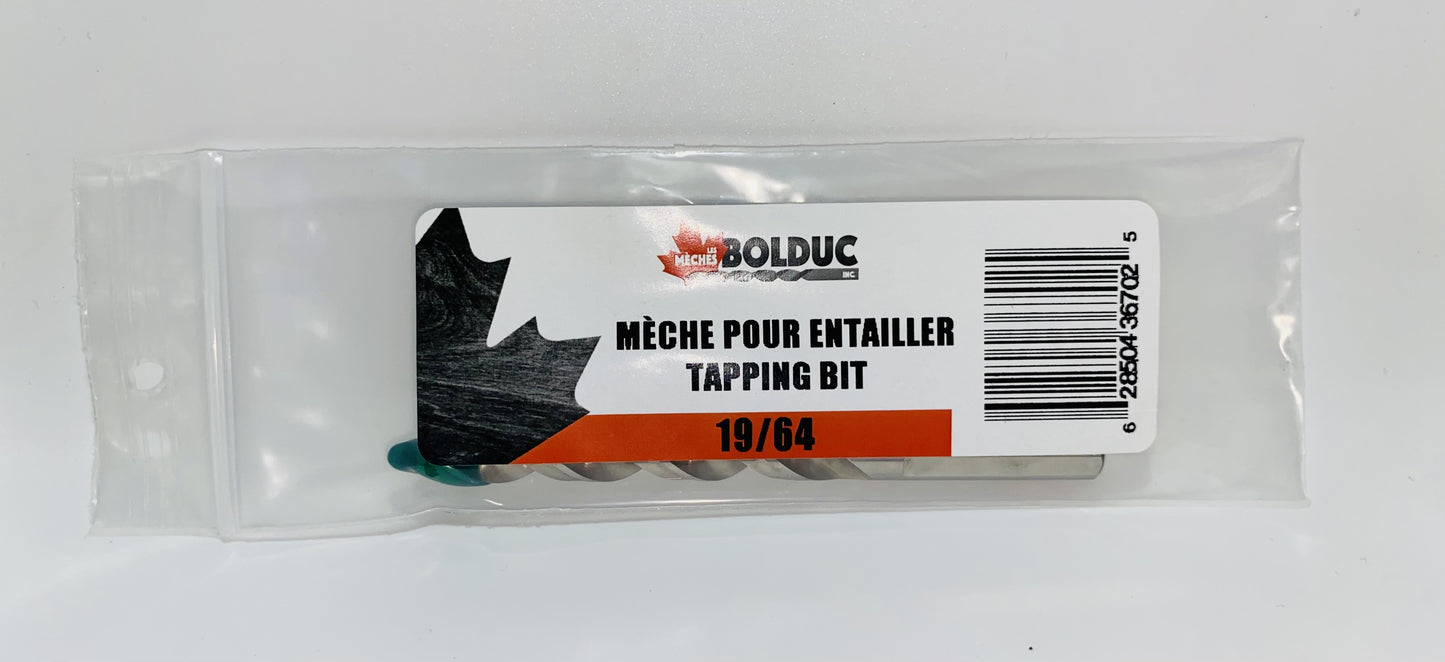 LES
MÈCHES
BOLDUC
INC.
MÈCHE POUR ENTAILLER
TAPPING BIT
19/64
6 28504 36702 5